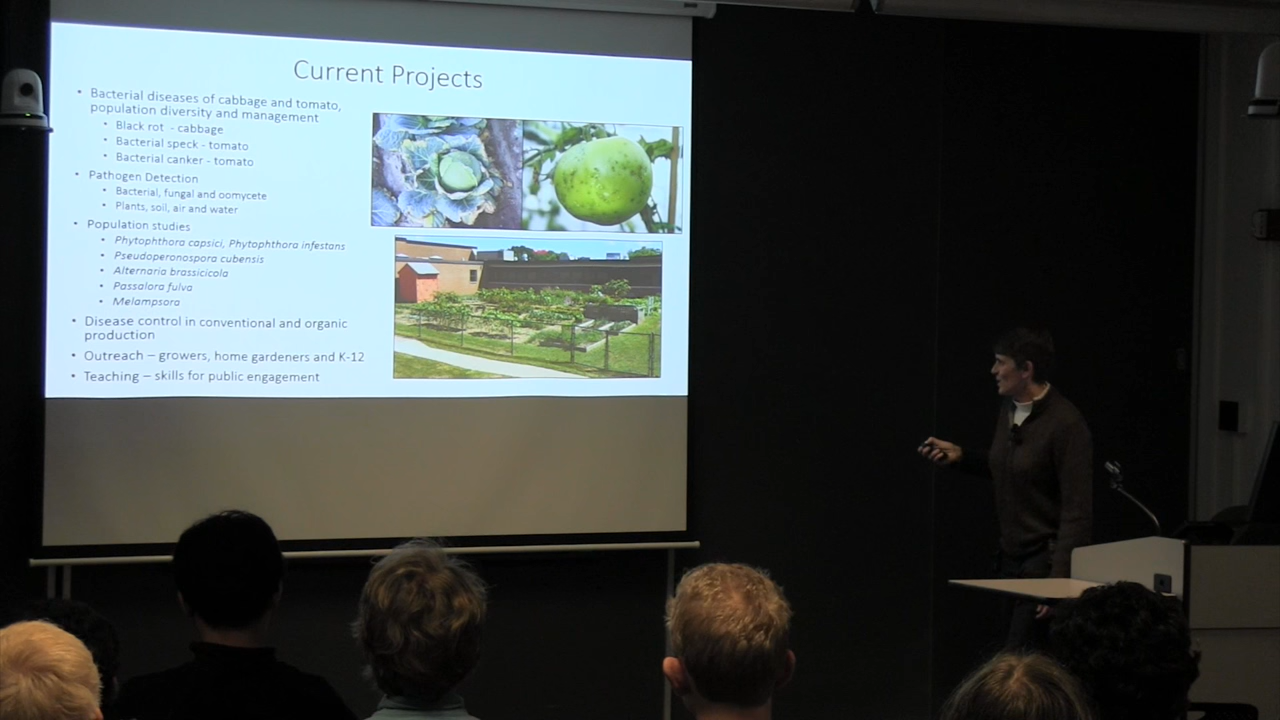 Current Projects
• Bacterial diseases of cabbage and tomato,
population diversity and management
• Black rot - cabbage
• Bacterial speck - tomato
• Bacterial canker - tomato
• Pathogen Detection
• Bacterial, fungal and oomycete
• Plants, soil, air and water
• Population studies
• Phytophthora capsici, Phytophthora infestans
• Pseudoperonospora cubensis
• Alternaria brassicicola
• Passalora fulva
• Melampsora
• Disease control in conventional and organic
production
• Outreach – growers, home gardeners and K-12
• Teaching – skills for public engagement